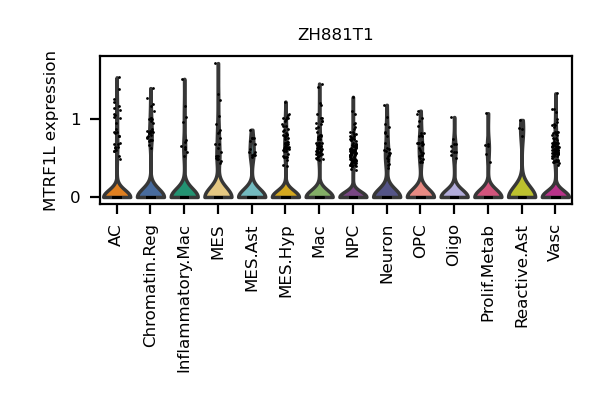 ZH881T1
MTRF1L expression
1
0
AC
Chromatin.Reg
Inflammatory.Mac
MES
MES.Ast
MES.Hyp
Mac
NPC
Neuron
OPC
Oligo
Prolif.Metab
Reactive.Ast
Vasc